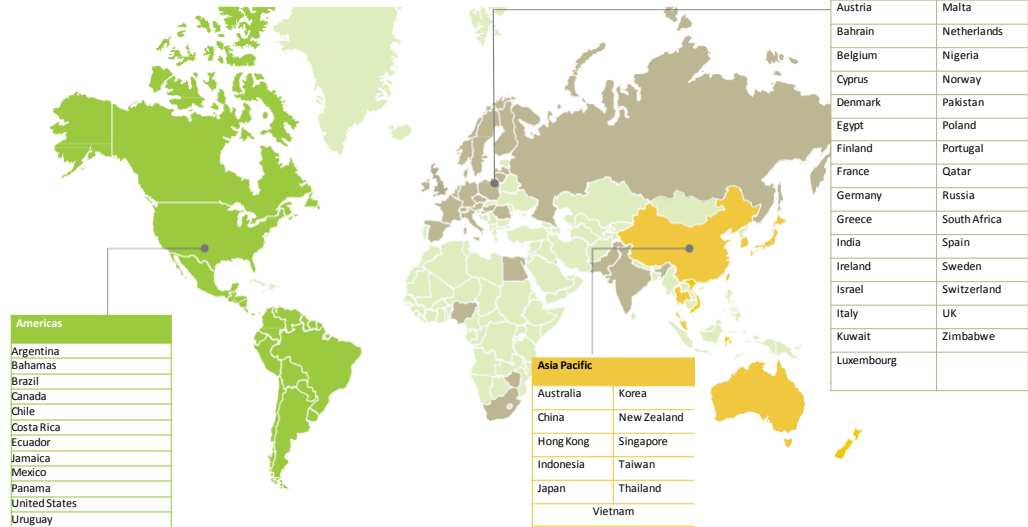 Austria Malta
Bahrain Netherlands
Belgium Nigeria
Cyprus Norway
Denmark Pakistan
Egypt Poland
Finland Portugal
France Qatar
Germany Russia
Greece South Africa
India Spain
Ireland Sweden
Israel Switzerland
Italy UK
Kuwait Zimbabwe
Luxembourg
Americas
Argentina
Bahamas
Brazil
Canada
Chile
Costa Rica
Ecuador
Jamaica
Mexico
Panama
United States
Uruguay
Asia Pacific
Australia Korea
China New Zealand
Hong Kong Singapore
Indonesia Taiwan
Japan Thailand
Vietnam